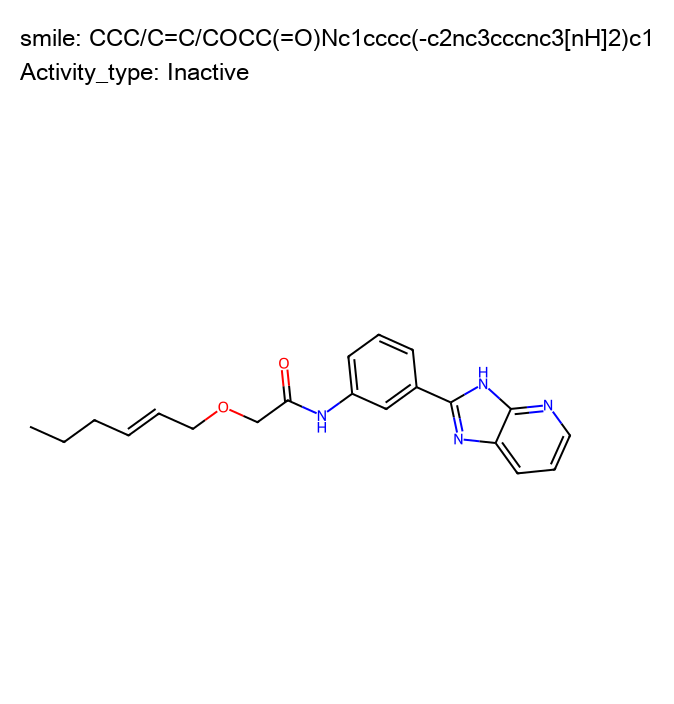 smile: CCC/C=C/COCC(=O)Nc1cccc(-c2nc3cccnc3[nH]2)c1
Activity_type: Inactive
O
H
N
N
O
N
H
N